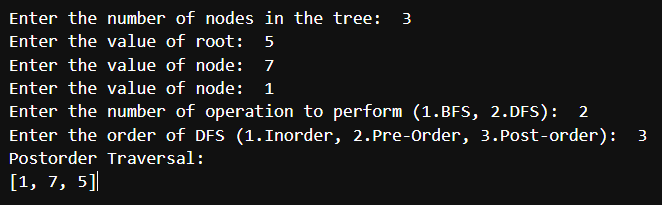 Enter the number of nodes in the tree:  3
Enter the value of root:  5
Enter the value of node:  7
Enter the value of node:  1
Enter the number of operation to perform (1.BFS, 2.DFS):  2
Enter the order of DFS (1.Inorder, 2.Pre-Order, 3.Post-order):  3
Postorder Traversal:
[1, 7, 5]